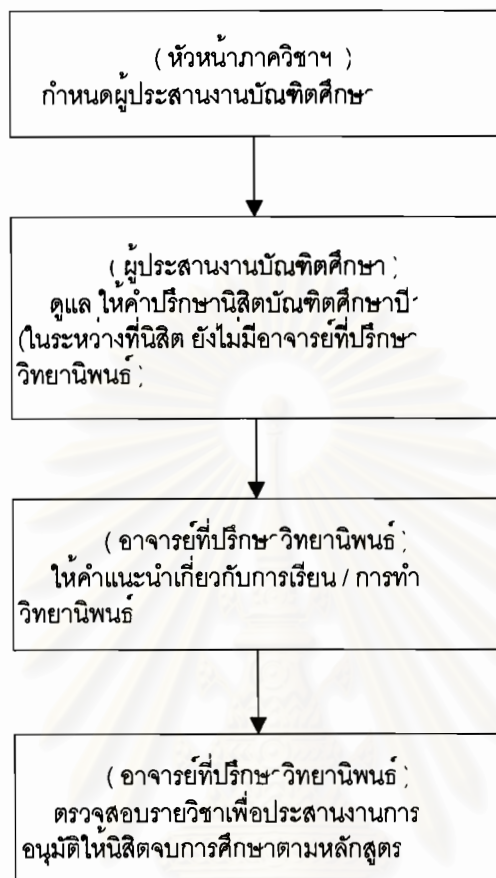 ( หัวหน้าภาควิชาฯ )
กำหนดผู้ประสานงานบัณฑิตศึกษา
( ผู้ประสานงานบัณฑิตศึกษา )
ดูแล ให้คำปรึกษานิสิตบัณฑิตศึกษาปี
(ในระหว่างที่นิสิต ยังไม่มีอาจารย์ที่ปรึกษา
วิทยานิพนธ์ )
( อาจารย์ที่ปรึกษาวิทยานิพนธ์ )
ให้คำแนะนำเกี่ยวกับการเรียน / การทำ
วิทยานิพนธ์
( อาจารย์ที่ปรึกษาวิทยานิพนธ์ )
ตรวจสอบรายวิชาเพื่อประสานงานการ
อนุมัติให้นิสิตจบการศึกษาตามหลักสูตร